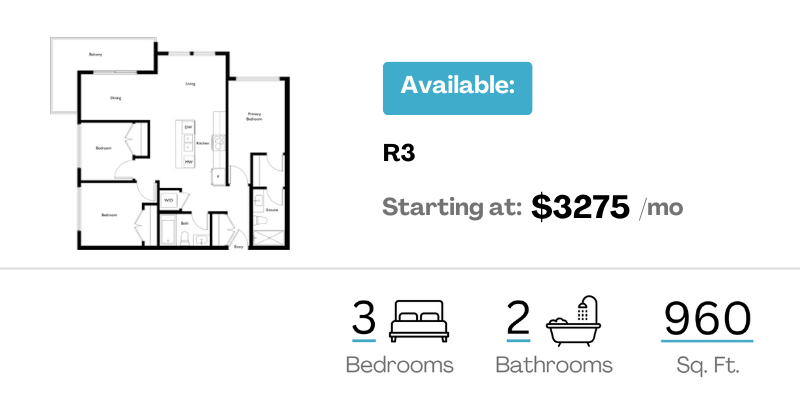 Balcony
Living
Dining
Primary
Bedroom
DW
Kitchen
Bedroom
MW
F
W/D
Ensuite
Bedroom
Bath
Entry
Available:
R3
Starting at: $3275 /mo
3 2 960
Bedrooms Bathrooms Sq. Ft.